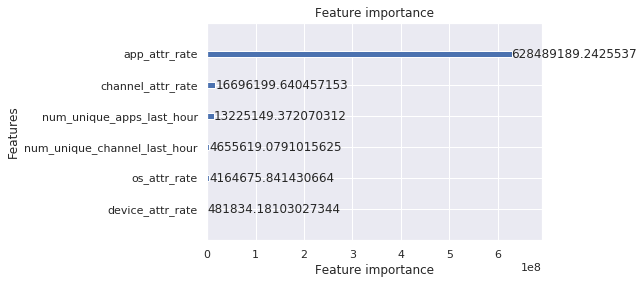 Feature importance
app_attr_rate 628489189.2425537
channel_attr_rate 16696199.640457153
num_unique_apps_last_hour 13225149.372070312
num_unique_channel_last_hour 4655619.0791015625
os_attr_rate 4164675.841430664
device_attr_rate 481834.18103027344
Features
0 1 2 3 4 5 6
1e8
Feature importance